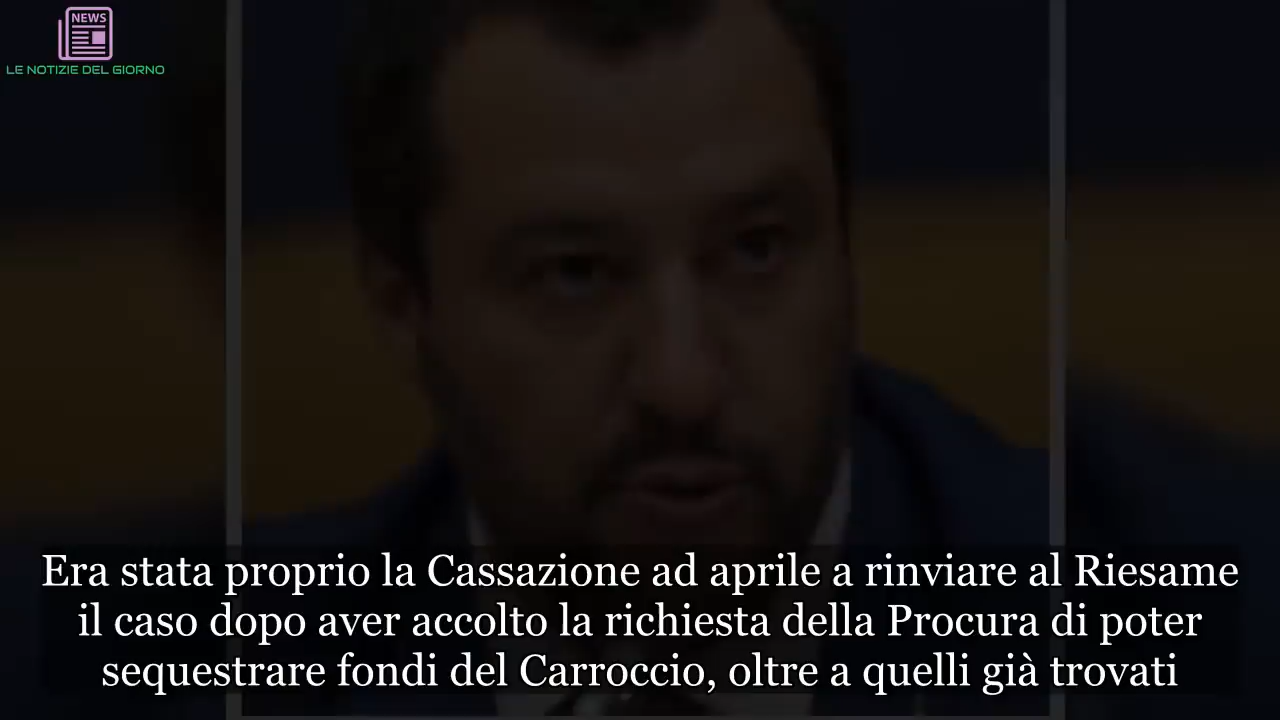 NEWS
LE NOTIZIE DEL GIORNO
Era stata proprio la Cassazione ad aprile a rinviare al Riesame
il caso dopo aver accolto la richiesta della Procura di poter
sequestrare fondi del Carroccio, oltre a quelli già trovati